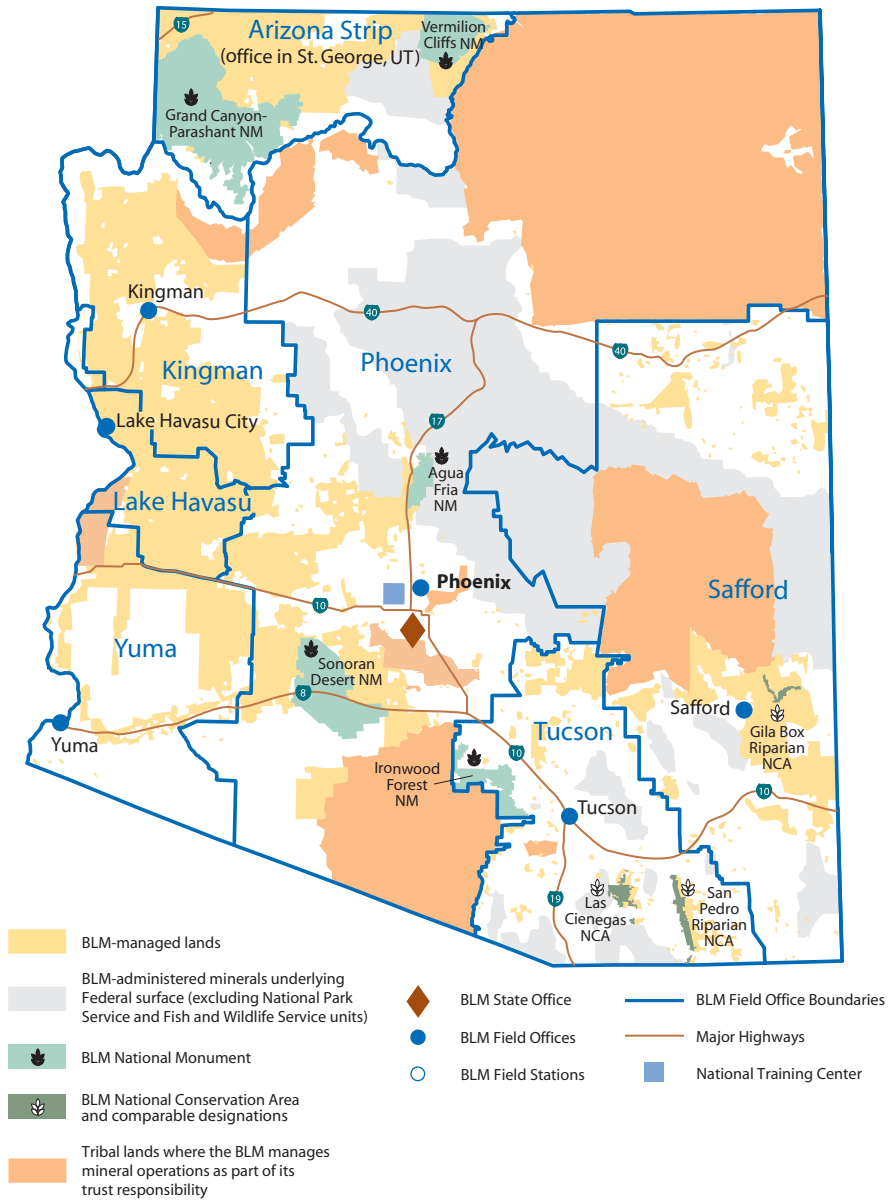 15
Arizona Strip
(office in St. George, UT)
Vermilion
Cliffs NM
Grand Canyon-
Parashant NM
Kingman
40
Kingman
Phoenix
40
Lake Havasu City
17
Agua
Fria
NM
Lake Havasu
Phoenix
10
Safford
Yuma
Sonoran
Desert NM
8
Safford
Gila Box
Riparian
NCA
Yuma
Tucson
10
Ironwood
Forest
NM
10
Tucson
19
Las
Cienegas
NCA
San
Pedro
Riparian
NCA
BLM-managed lands
BLM-administered minerals underlying
Federal surface (excluding National Park
Service and Fish and Wildlife Service units)
BLM National Monument
BLM National Conservation Area
and comparable designations
Tribal lands where the BLM manages
mineral operations as part of its
trust responsibility
BLM State Office
BLM Field Offices
BLM Field Stations
BLM Field Office Boundaries
Major Highways
National Training Center